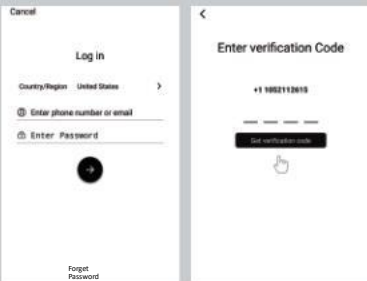 Cancel
Log in
Country/Region United States >
Enter phone number or email
Enter Password
Forget
Password
Enter verification Code
+1 1052112615
Get verification code